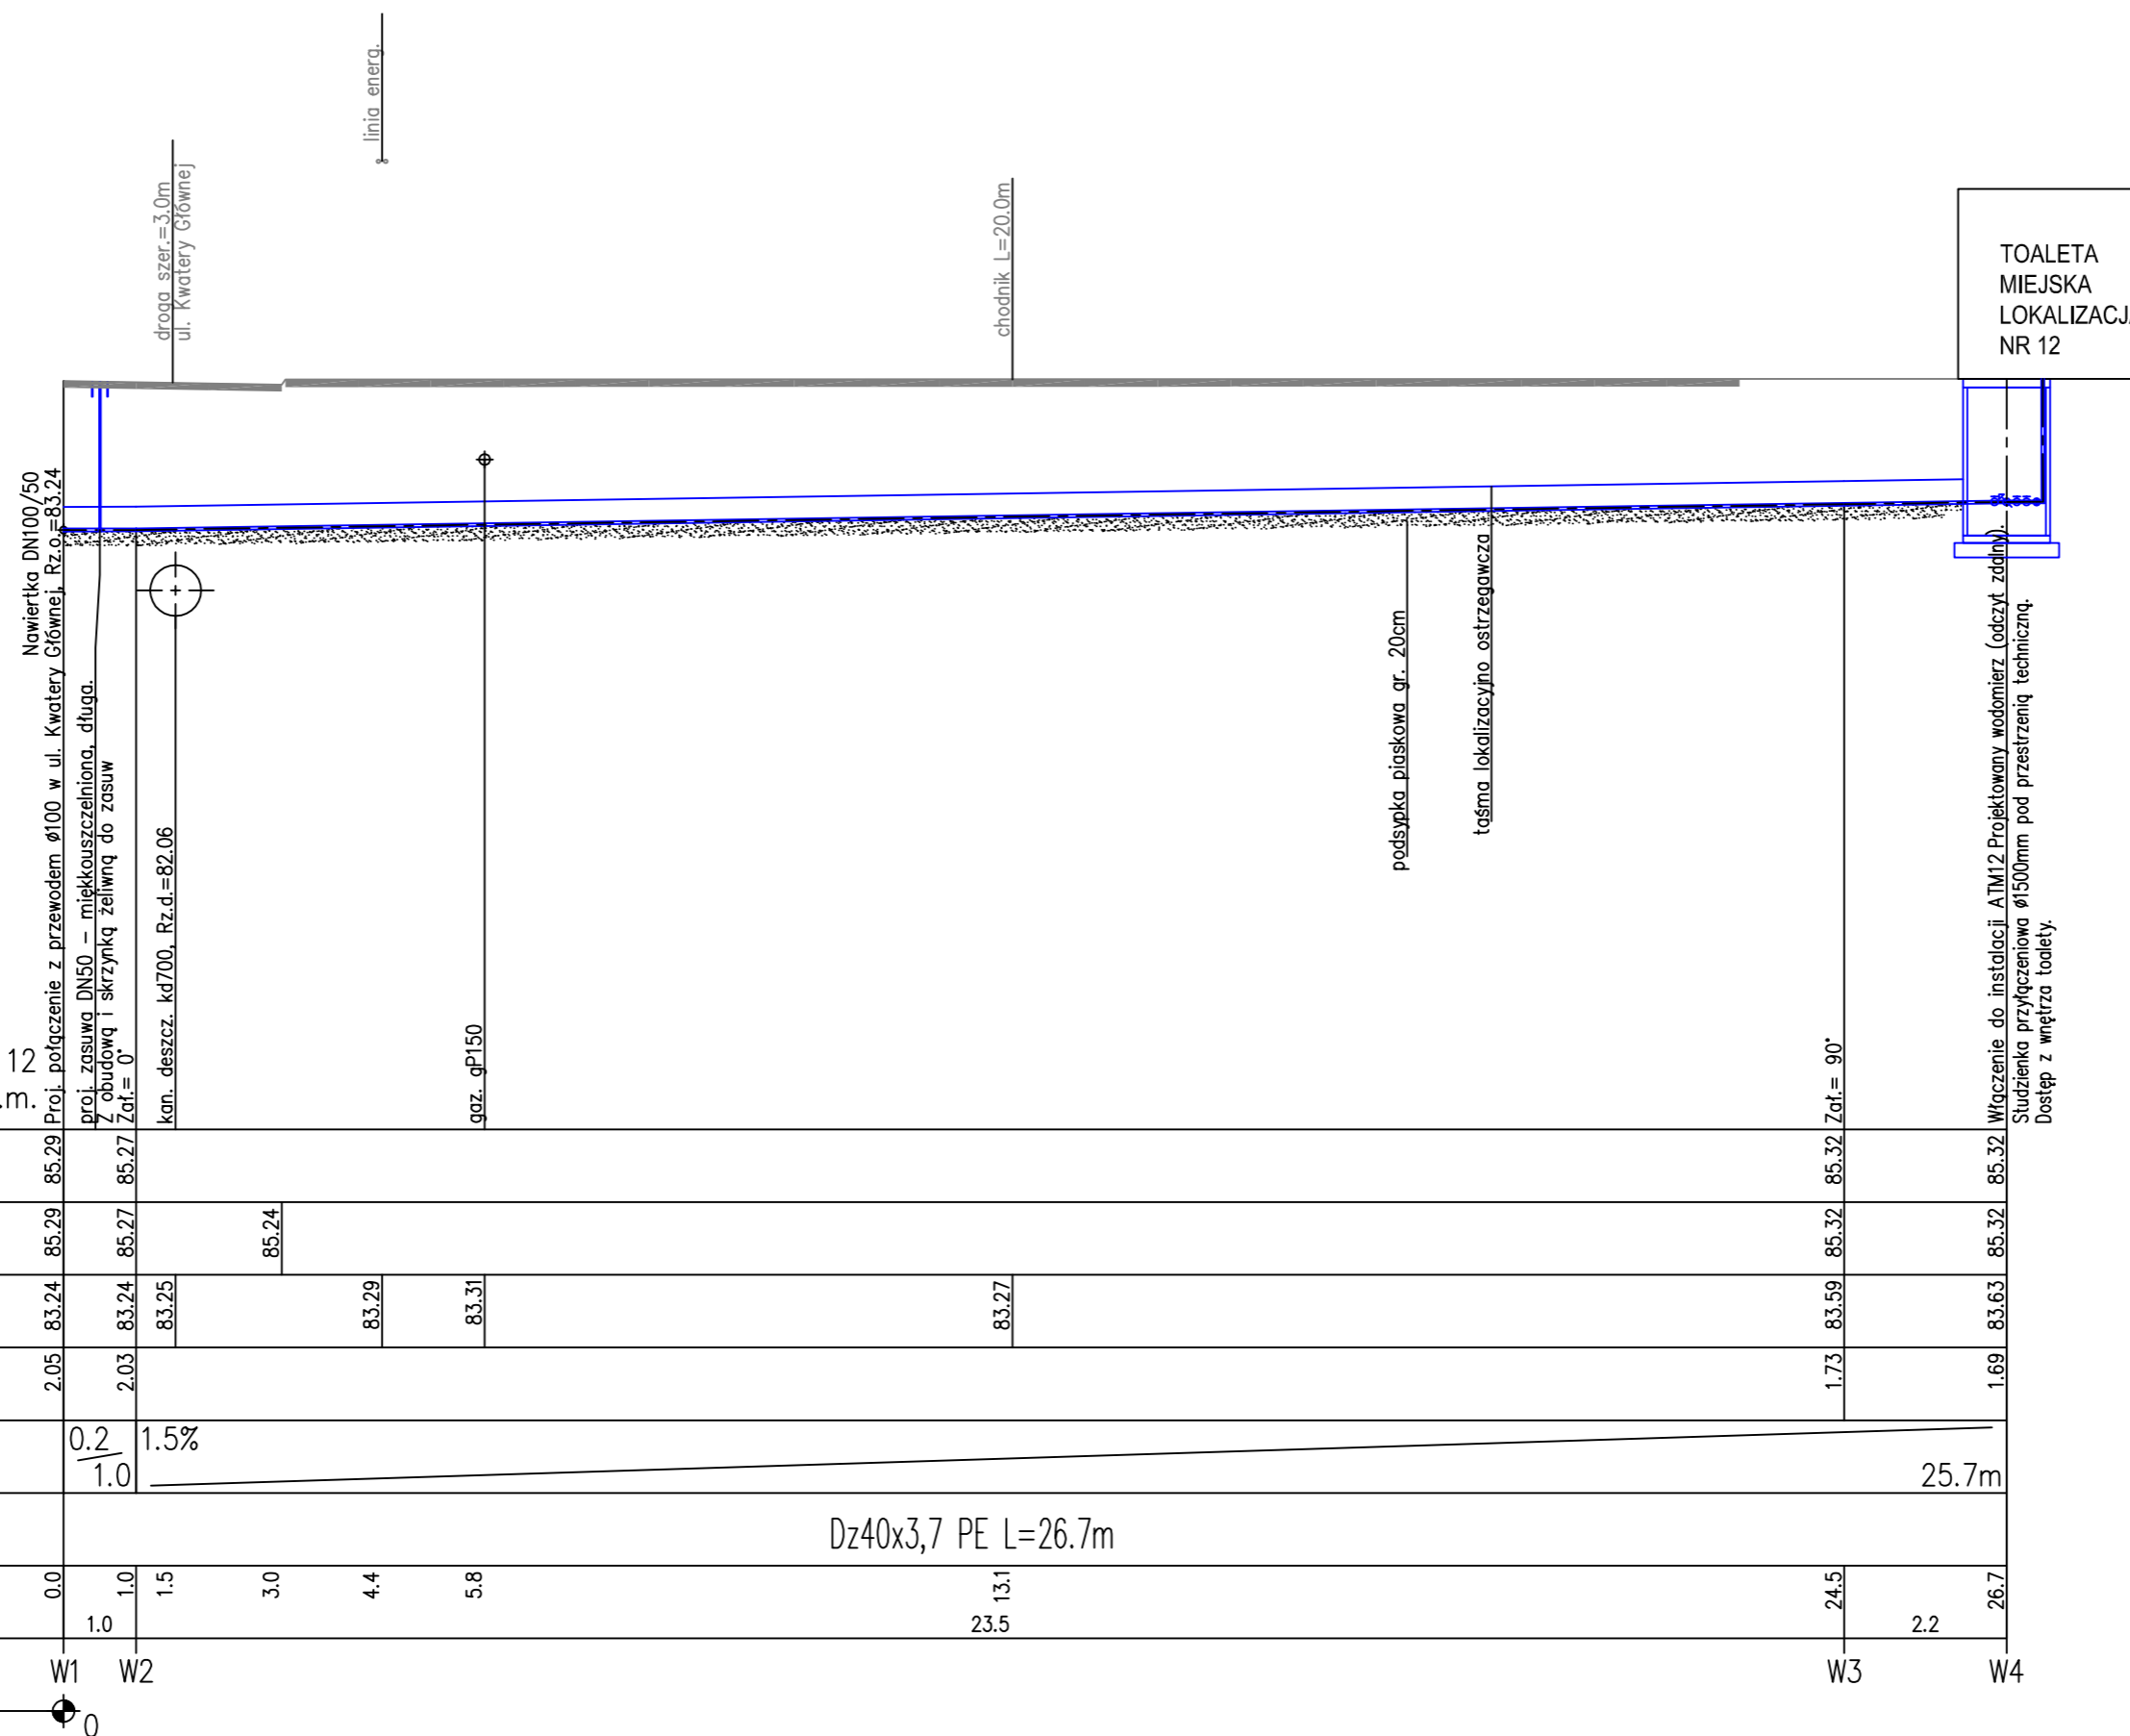 linia energ.
droga szer.=3.0m
ul. Kwatery Głównej
chodnik L=20.0m
TOALETA
MIEJSKA
LOKALIZACJA
NR 12
Nawiertka DN100/50
Proj. połączenie z przewodem ø100 w ul. Kwatery Głównej, Rz.o.=83.24
proj. zasuwa DN50 – miękkouszczelniona, długa.
Z obudową i skrzynką żeliwną do zasuw
Zał.= 0°
kan. deszcz. kd700, Rz.d.=82.06
gaz. gP150
podsypka piaskowa gr. 20cm
taśma lokalizacyjno ostrzegawcza
Zał.= 90°
Włączenie do instalacji ATM12 Projektowany wodomierz (odczyt zdalny).
Studzienka przyłączeniowa ø1500mm pod przestrzenią techniczną.
Dostęp z wnętrza toalety.
12
.m.
85.29 85.27 85.32 85.32
85.29 85.27 85.24 85.32 85.32
83.24 83.24 83.25 83.29 83.31 83.27 83.59 83.63
2.05 2.03 1.73 1.69
0.2 1.5%
1.0 25.7m
Dz40x3,7 PE L=26.7m
0.0 1.0 1.5 3.0 4.4 5.8 13.1 24.5 26.7
1.0 23.5 2.2
W1 W2 W3 W4
0